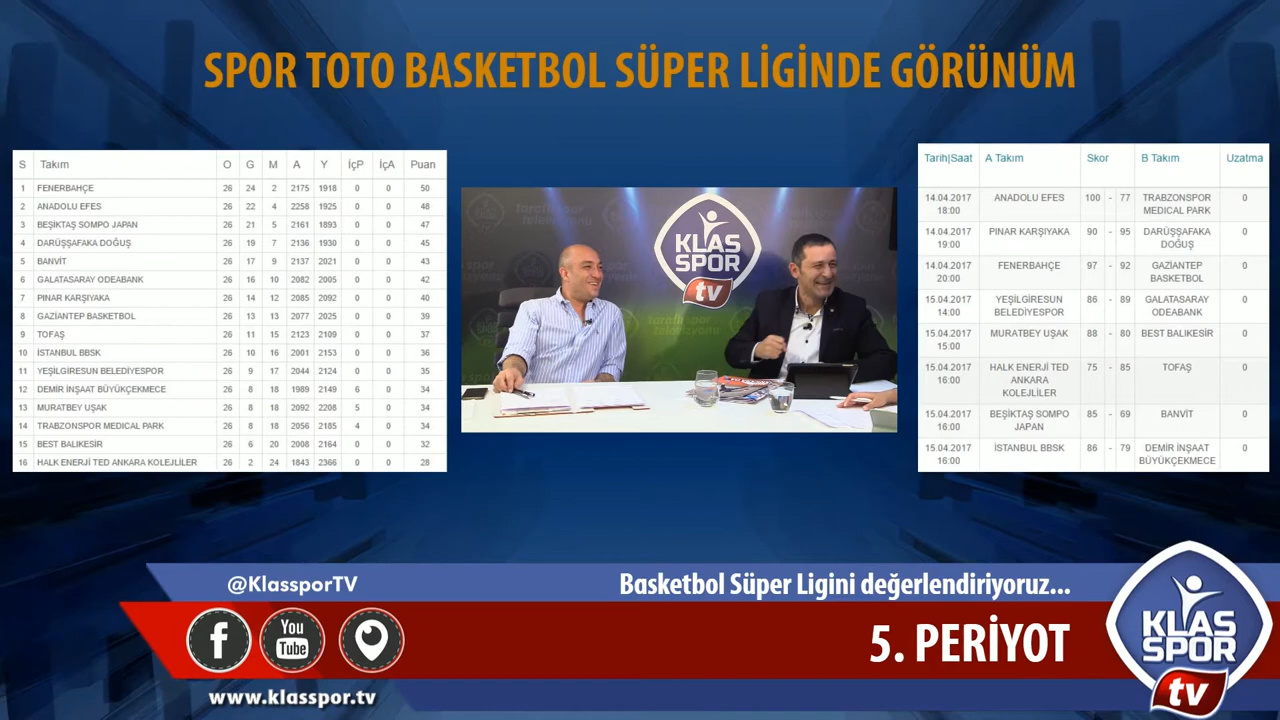 SPOR TOTO BASKETBOL SÜPER LİGİNDE GÖRÜNÜM
S Takım O G M A Y İçP İçA Puan
1 FENERBAHÇE 26 24 2 2175 1918 0 0 50
2 ANADOLU EFES 26 22 4 2258 1925 0 0 48
3 BEŞİKTAŞ SOMPO JAPAN 26 21 5 2161 1893 0 0 47
4 DARÜŞŞAFAKA DOĞUŞ 26 19 7 2136 1930 0 0 45
5 BANVİT 26 17 9 2137 2021 0 0 43
6 GALATASARAY ODEABANK 26 16 10 2082 2005 0 0 42
7 PINAR KARŞIYAKA 26 14 12 2085 2092 0 0 40
8 GAZİANTEP BASKETBOL 26 13 13 2077 2025 0 0 39
9 TOFAŞ 26 11 15 2123 2109 0 0 37
10 İSTANBUL BBSK 26 10 16 2001 2153 0 0 36
11 YEŞİLGİRESUN BELEDİYESPOR 26 9 17 2044 2124 0 0 35
12 DEMİR İNŞAAT BÜYÜKÇEKMECE 26 8 18 1989 2149 6 0 34
13 MURATBEY UŞAK 26 8 18 2092 2208 5 0 34
14 TRABZONSPOR MEDICAL PARK 26 8 18 2056 2185 4 0 34
15 BEST BALIKESİR 26 6 20 2008 2164 0 0 32
16 HALK ENERJİ TED ANKARA KOLEJLİLER 26 2 24 1843 2366 0 0 28
KLAS
SPOR
tv
Tarih|Saat A Takım Skor B Takım Uzatma
14.04.2017 ANADOLU EFES 100 - 77 TRABZONSPOR 0
18:00 MEDICAL PARK
14.04.2017 PINAR KARŞIYAKA 90 - 95 DARÜŞŞAFAKA 0
19:00 DOĞUŞ
14.04.2017 FENERBAHÇE 97 - 92 GAZİANTEP 0
20:00 BASKETBOL
15.04.2017 YEŞİLGİRESUN 86 - 89 GALATASARAY 0
14:00 BELEDİYESPOR ODEABANK
15.04.2017 MURATBEY UŞAK 88 - 80 BEST BALIKESİR 0
15:00
15.04.2017 HALK ENERJİ TED 75 - 85 TOFAŞ 0
16:00 ANKARA
KOLEJLİLER
15.04.2017 BEŞİKTAŞ SOMPO 85 - 69 BANVİT 0
16:00 JAPAN
15.04.2017 İSTANBUL BBSK 86 - 79 DEMİR İNŞAAT 0
16:00 BÜYÜKÇEKMECE
@KlassporTV
Basketbol Süper Ligini değerlendiriyoruz...
f You Tube
5. PERİYOT
www.klasspor.tv
KLAS
SPOR
tv